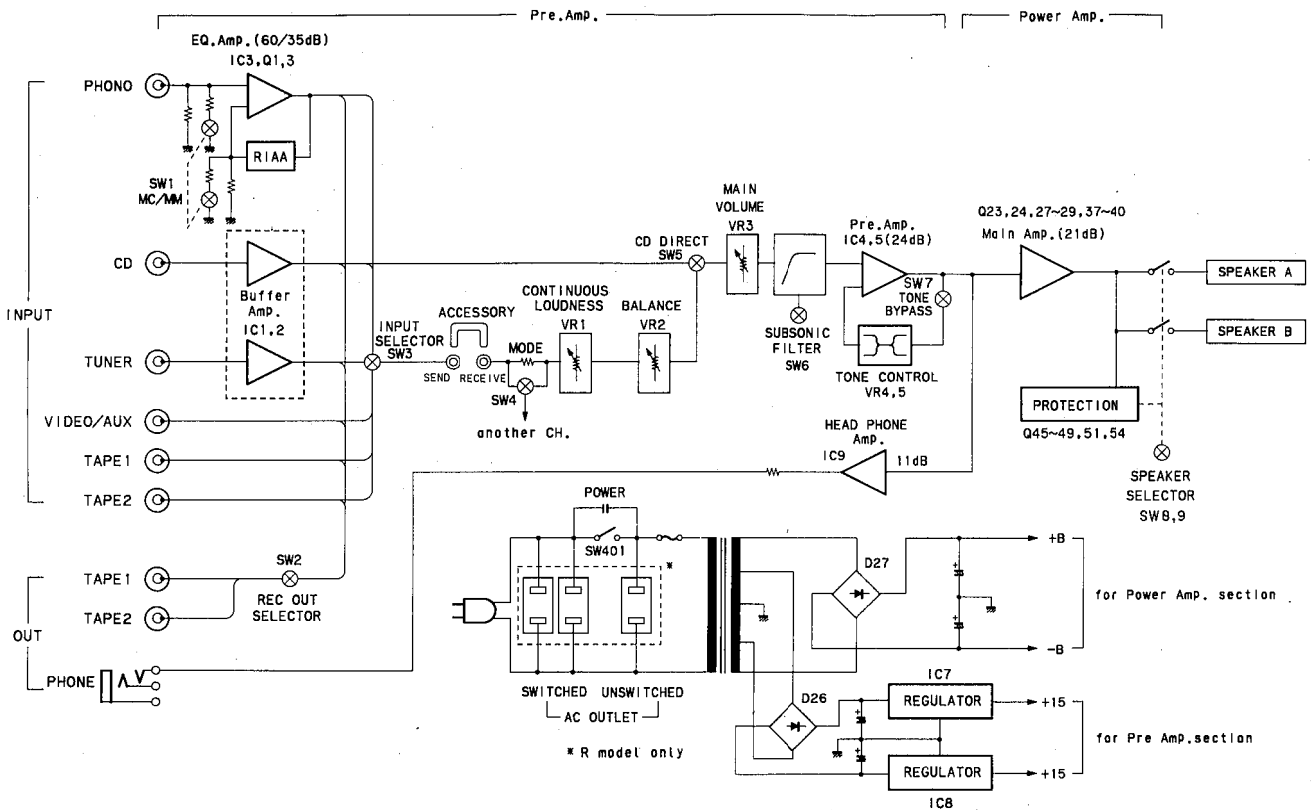 Pre.Amp.
Power Amp.
EQ.Amp.(60/35dB)
IC3,Q1,3
INPUT
PHONO
RIAA
SW1
MC/MM
CD
Buffer
Amp.
IC1,2
TUNER
VIDEO/AUX
TAPE1
TAPE2
INPUT
SELECTOR
SW3
ACCESSORY
SEND
RECEIVE
MODE
SW4
another CH.
CONTINUOUS
LOUDNESS
VR1
BALANCE
VR2
CD DIRECT
SW5
MAIN
VOLUME
VR3
SUBSONIC
FILTER
SW6
Pre.Amp.
IC4,5(24dB)
SW7
TONE
BYPASS
TONE CONTROL
VR4,5
Q23,24,27~29,37~40
Main Amp.(21dB)
SPEAKER A
SPEAKER B
PROTECTION
Q45~49,51,54
SPEAKER
SELECTOR
SW8,9
HEAD PHONE
Amp.
IC9
11dB
OUT
TAPE1
TAPE2
SW2
REC OUT
SELECTOR
PHONE
POWER
SW401
*
SWITCHED
UNSWITCHED
AC OUTLET
* R model only
D27
+B
-B
for Power Amp. section
D26
IC7
REGULATOR
+15
REGULATOR
+15
IC8
for Pre Amp.section